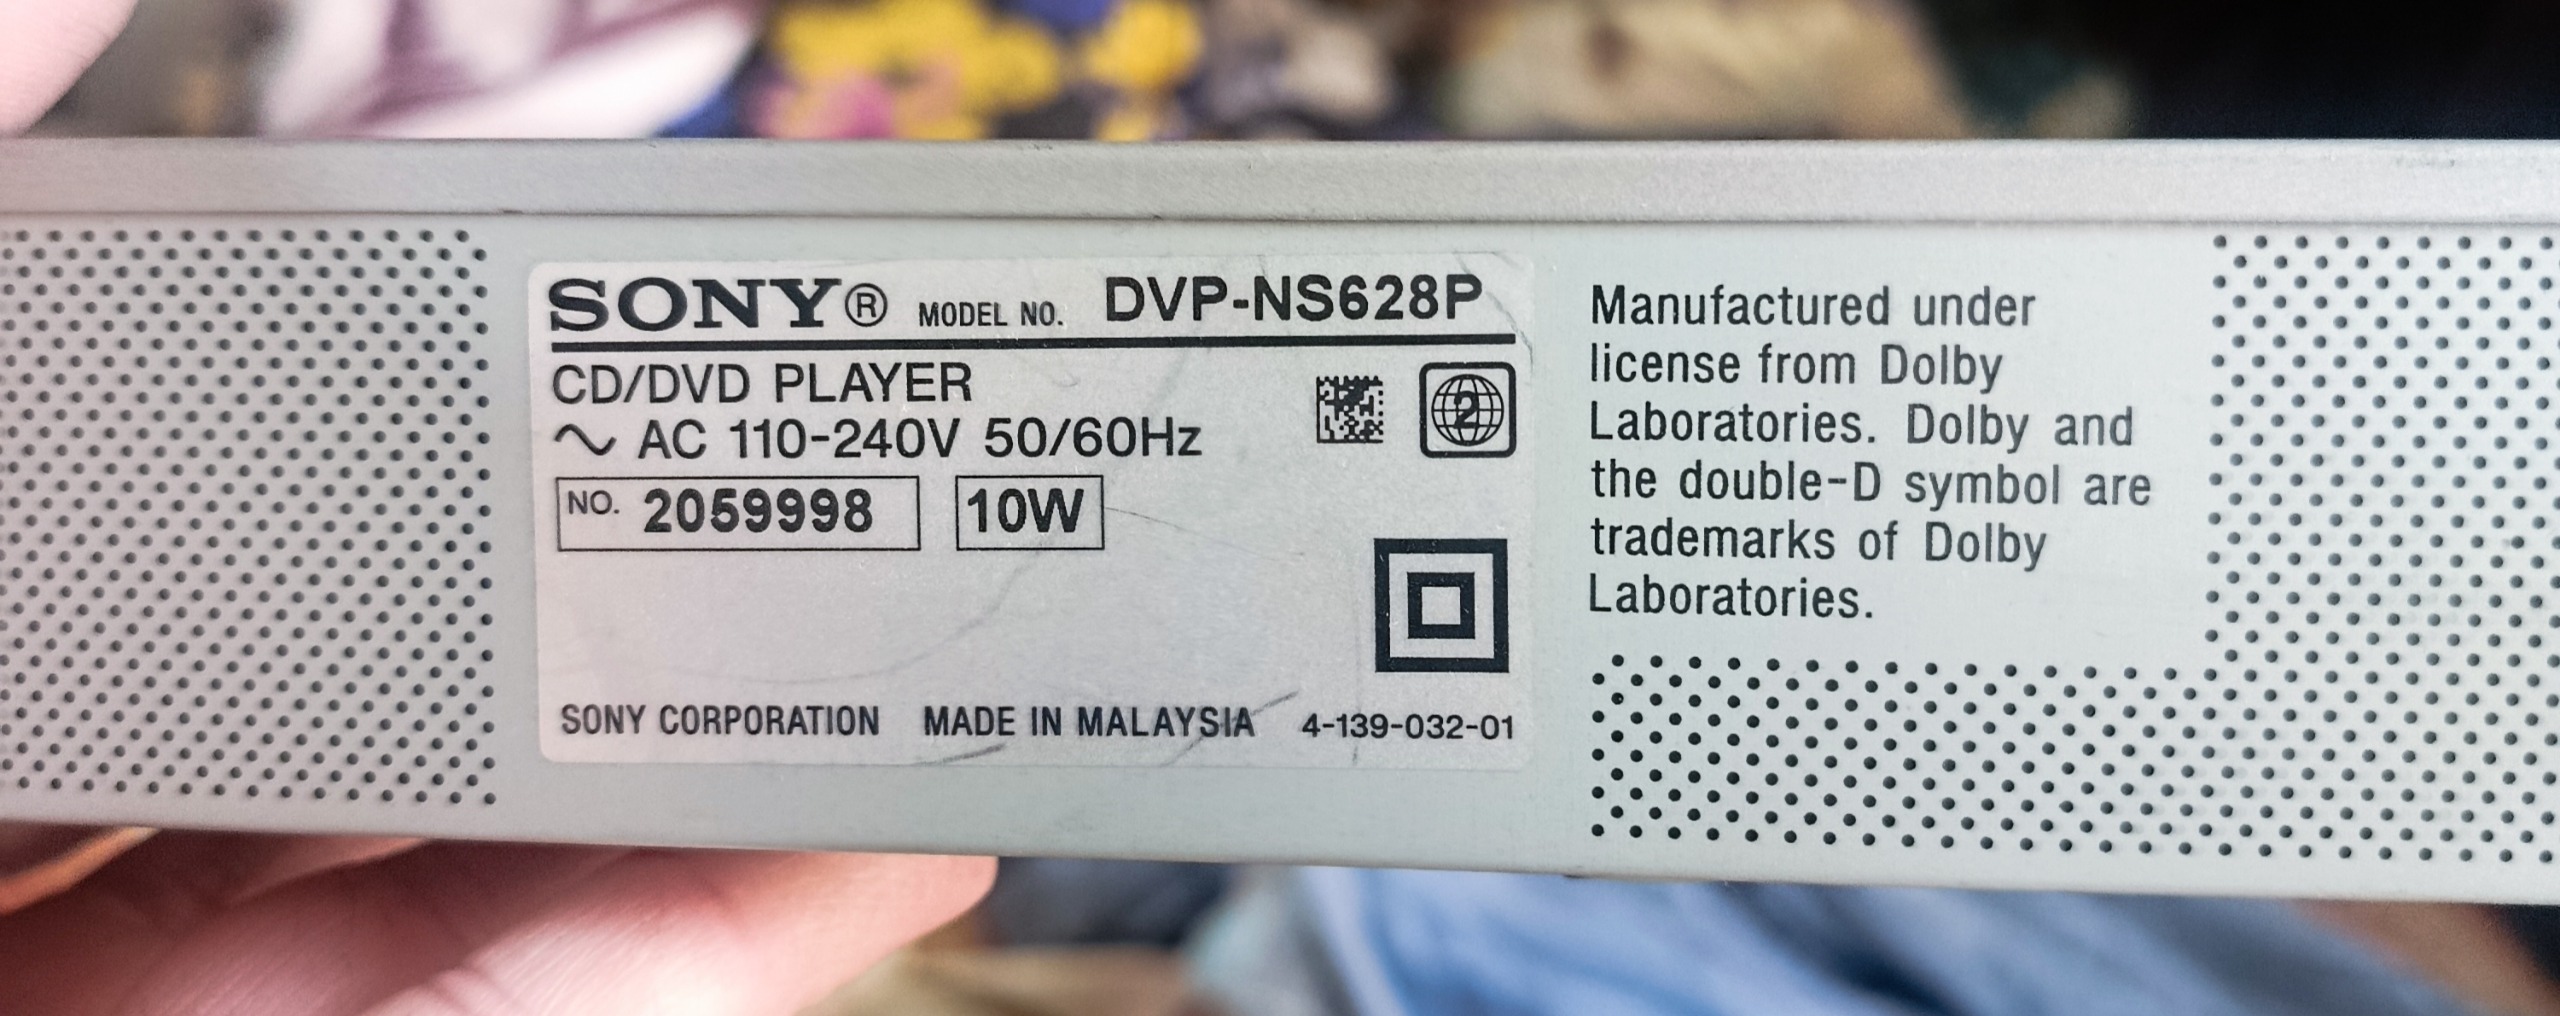 SONY® MODEL NO. DVP-NS628P
CD/DVD PLAYER
~ AC 110-240V 50/60Hz
2
NO. 2059998 10W
SONY CORPORATION MADE IN MALAYSIA 4-139-032-01
Manufactured under
license from Dolby
Laboratories. Dolby and
the double-D symbol are
trademarks of Dolby
Laboratories.